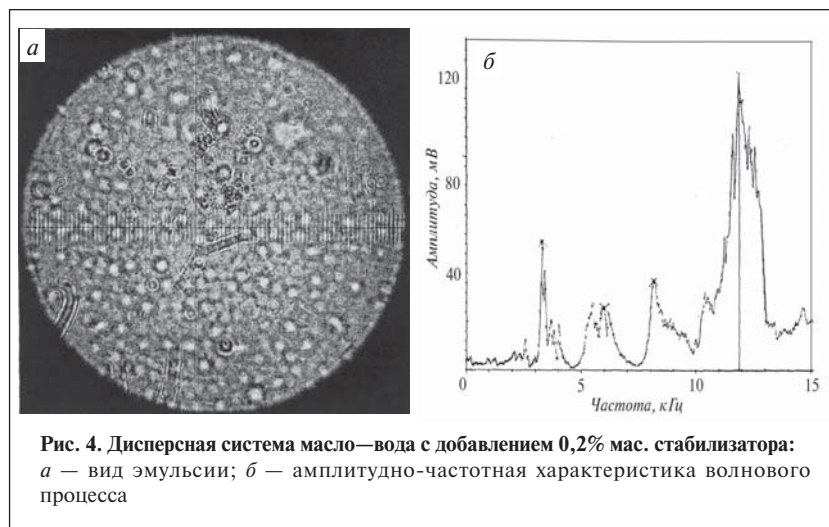 а
б
120
80
40
Амплитуда, мВ
0 5 10 15
Частота, кГц
Рис. 4. Дисперсная система масло—вода с добавлением 0,2% мас. стабилизатора:
а — вид эмульсии; б — амплитудно-частотная характеристика волнового
процесса